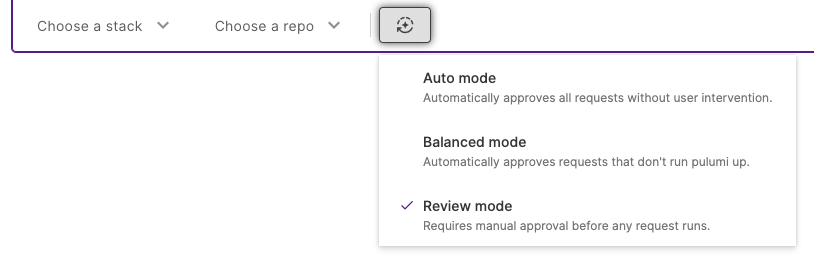 Choose a stack
Choose a repo
Auto mode
Automatically approves all requests without user intervention.
Balanced mode
Automatically approves requests that don't run pulumi up.
Review mode
Requires manual approval before any request runs.